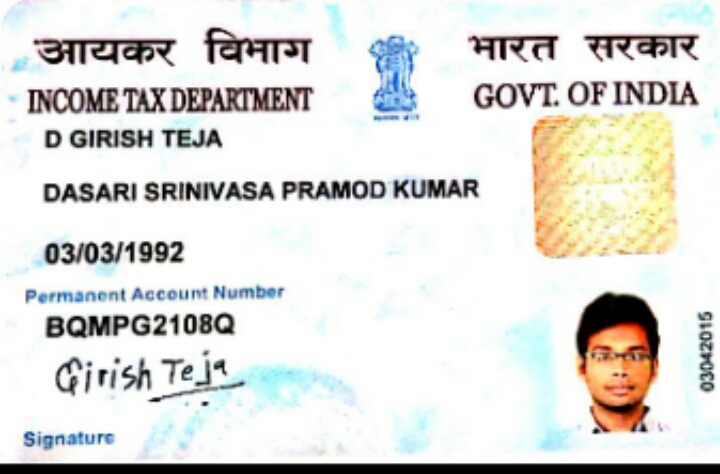 आयकर विभाग
INCOME TAX DEPARTMENT
भारत सरकार
GOVT. OF INDIA
D GIRISH TEJA
DASARI SRINIVASA PRAMOD KUMAR
03/03/1992
Permanent Account Number
BQMPG2108Q
Girish Teja
Signature
03042015